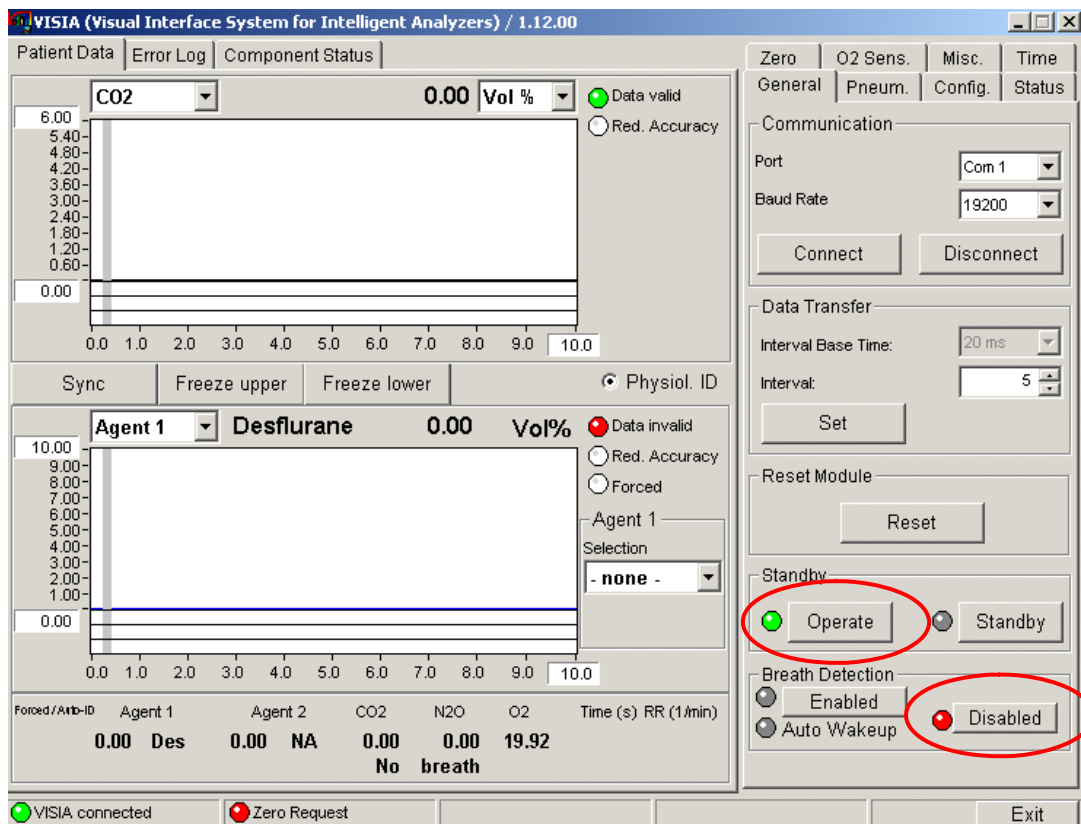 VISIA (Visual Interface System for Intelligent Analyzers) / 1.12.00
Patient Data Error Log Component Status
CO2 0.00 Vol %
Data valid
Red. Accuracy
6.00
5.40
4.80
4.20
3.60
3.00
2.40
1.80
1.20
0.60
0.00
0.0 1.0 2.0 3.0 4.0 5.0 6.0 7.0 8.0 9.0 10.0
Sync Freeze upper Freeze lower Physiol. ID
Agent 1 Desflurane 0.00 Vol%
Data invalid
Red. Accuracy
Forced
Agent 1
Selection
- none -
10.00
9.00
8.00
7.00
6.00
5.00
4.00
3.00
2.00
1.00
0.00
0.0 1.0 2.0 3.0 4.0 5.0 6.0 7.0 8.0 9.0 10.0
Forced / Auto-ID Agent 1 Agent 2 CO2 N2O O2 Time (s) RR (1/min)
0.00 Des 0.00 NA 0.00 0.00 19.92
No breath
Zero O2 Sens. Misc. Time
General Pneum. Config. Status
Communication
Port Com 1
Baud Rate 19200
Connect Disconnect
Data Transfer
Interval Base Time: 20 ms
Interval: 5
Set
Reset Module
Reset
Standby
Operate Standby
Breath Detection
Enabled
Auto Wakeup
Disabled
VISIA connected Zero Request Exit